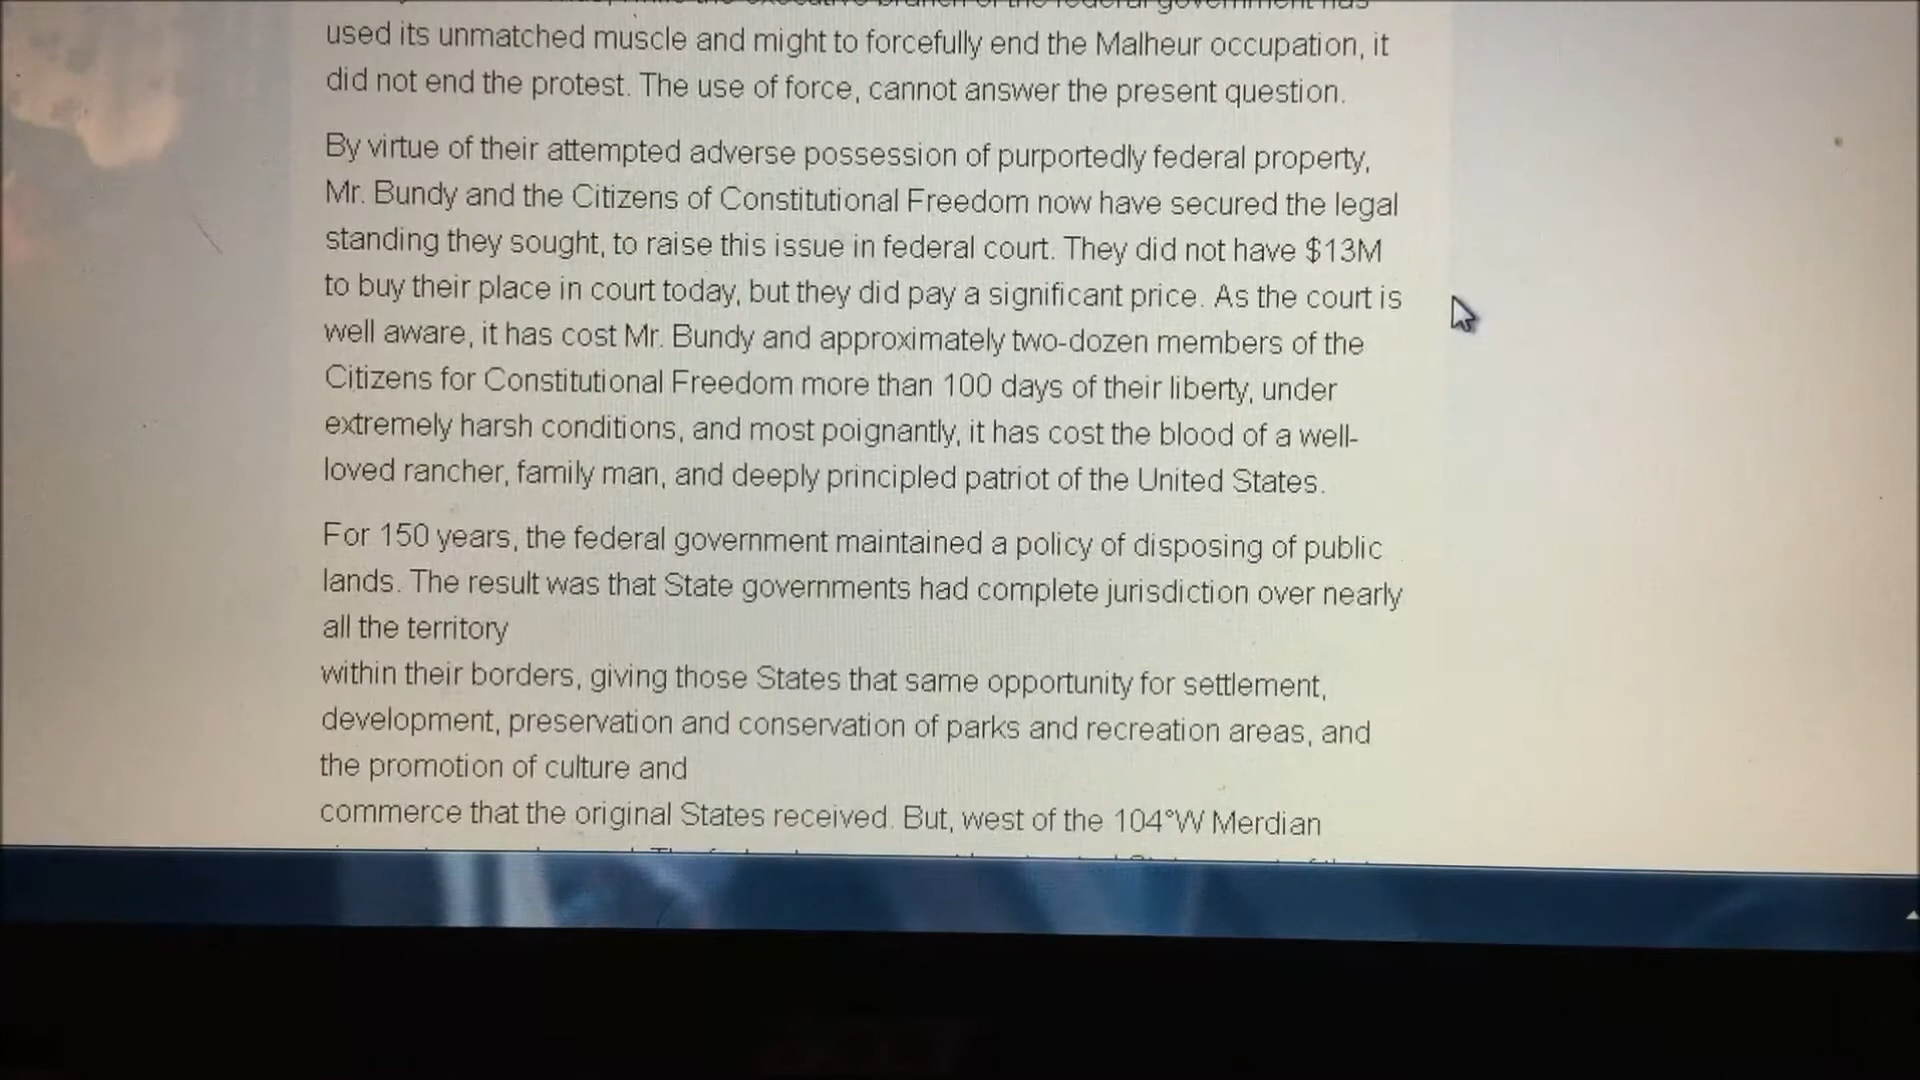 the executive branch of the federal government has
used its unmatched muscle and might to forcefully end the Malheur occupation, it
did not end the protest. The use of force, cannot answer the present question.
By virtue of their attempted adverse possession of purportedly federal property,
Mr. Bundy and the Citizens of Constitutional Freedom now have secured the legal
standing they sought, to raise this issue in federal court. They did not have $13M
to buy their place in court today, but they did pay a significant price. As the court is
well aware, it has cost Mr. Bundy and approximately two-dozen members of the
Citizens for Constitutional Freedom more than 100 days of their liberty, under
extremely harsh conditions, and most poignantly, it has cost the blood of a well-
loved rancher, family man, and deeply principled patriot of the United States.
For 150 years, the federal government maintained a policy of disposing of public
lands. The result was that State governments had complete jurisdiction over nearly
all the territory
within their borders, giving those States that same opportunity for settlement,
development, preservation and conservation of parks and recreation areas, and
the promotion of culture and
commerce that the original States received. But, west of the 104°W Merdian